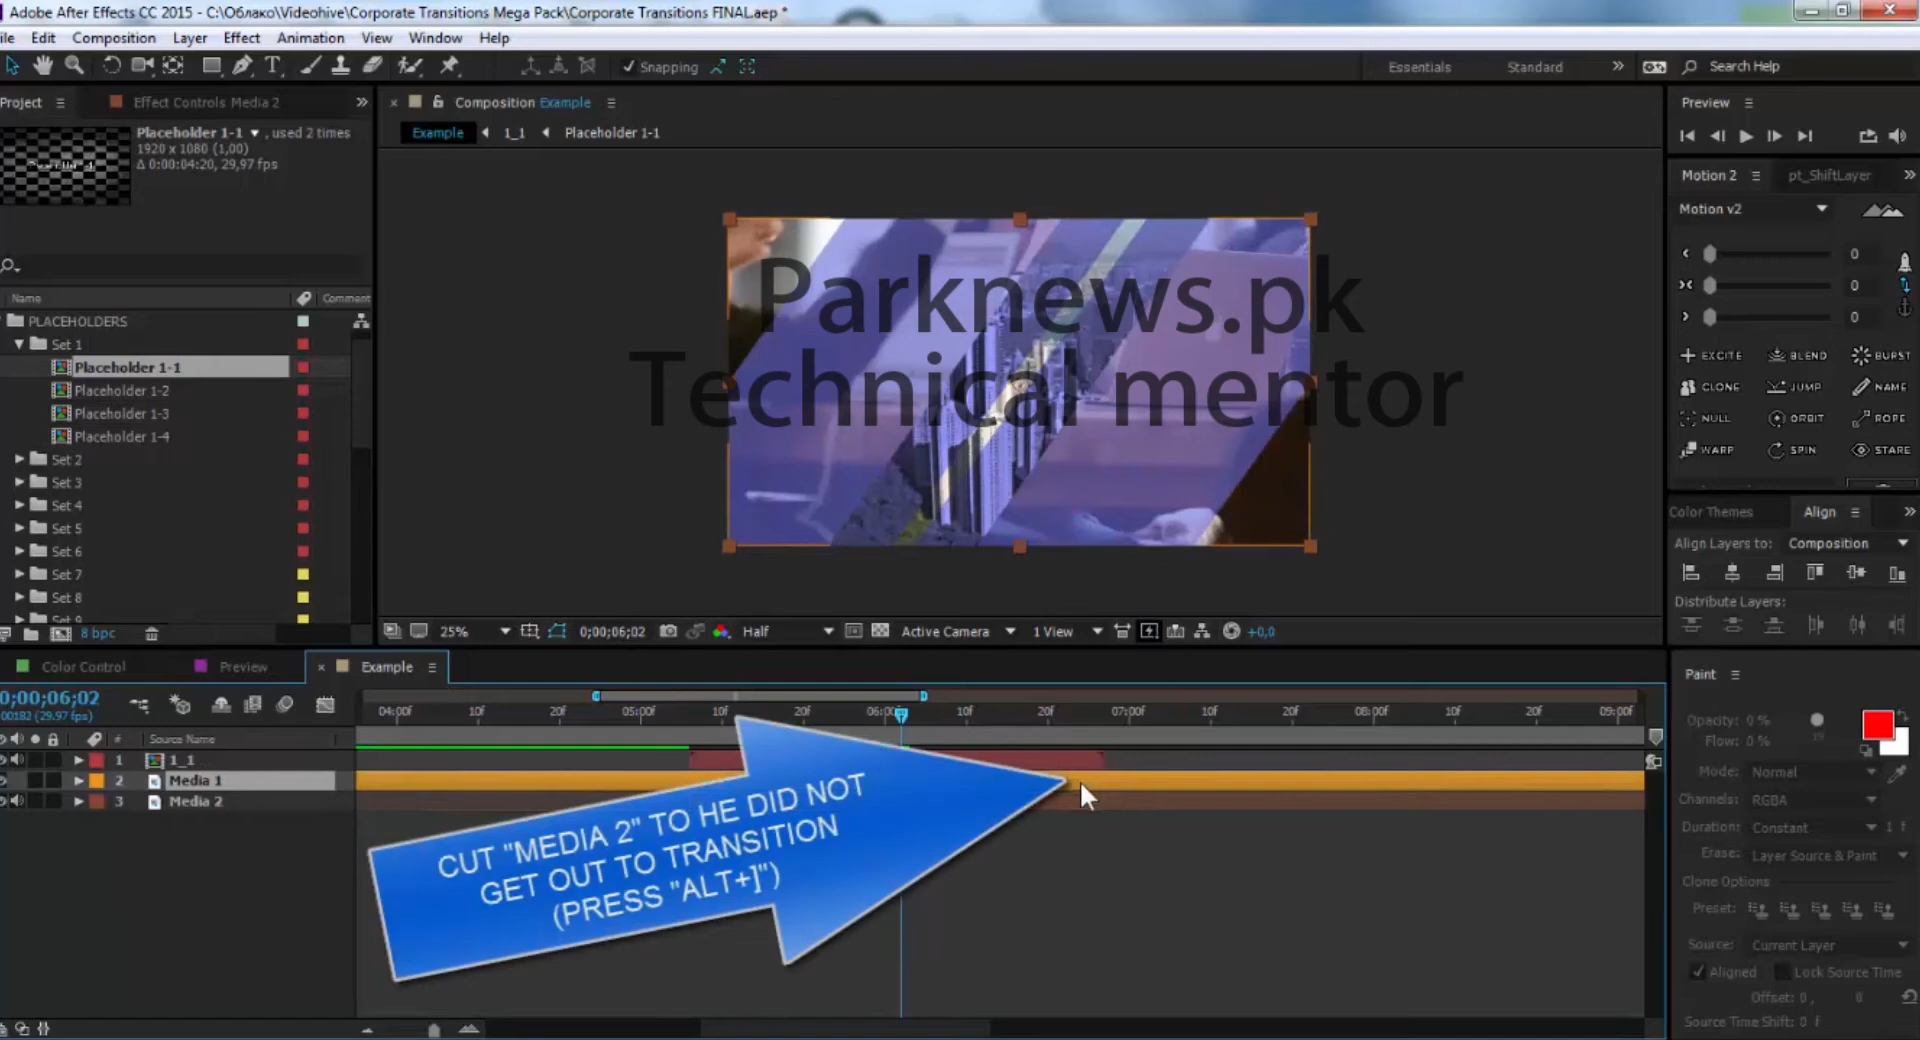 Adobe After Effects CC 2015 - C:\Облако\Videohive\Corporate Transitions Mega Pack\Corporate Transitions FINAL.aep *
ile Edit Composition Layer Effect Animation View Window Help
Snapping
Essentials Standard » Search Help
Project Effect Controls Media 2 »
Placeholder 1-1 , used 2 times
1920 x 1080 (1,00)
Δ 0:00:04:20, 29,97 fps
Name Comment
PLACEHOLDERS
Set 1
Placeholder 1-1
Placeholder 1-2
Placeholder 1-3
Placeholder 1-4
Set 2
Set 3
Set 4
Set 5
Set 6
Set 7
Set 8
Set 9
8 bpc
× Composition Example
Example 1_1 Placeholder 1-1
Parknews.pk
Technical mentor
25% 0;00;06;02 Half Active Camera 1 View +0,0
Preview
Motion 2 pt_ShiftLayer »
Motion v2
0
0
0
EXCITE BLEND BURST
CLONE JUMP NAME
NULL ORBIT ROPE
WARP SPIN STARE
Color Themes Align »
Align Layers to: Composition
Distribute Layers:
Color Control Preview × Example
0;00;06;02
00182 (29.97 fps)
# Source Name
1 1_1
2 Media 1
3 Media 2
04:00f 10f 20f 05:00f 10f 20f 06:00f 10f 20f 07:00f 10f 20f 08:00f 10f 20f 09:00f
CUT "MEDIA 2" TO HE DID NOT
GET OUT TO TRANSITION
(PRESS "ALT+]")
Paint
Opacity: 0 %
Flow: 0 % 19
Mode: Normal
Channels: RGBA
Duration: Constant 1 f
Erase: Layer Source & Paint
Clone Options
Preset:
Source: Current Layer
Aligned Lock Source Time
Offset: 0 , 0
Source Time Shift: 0 f